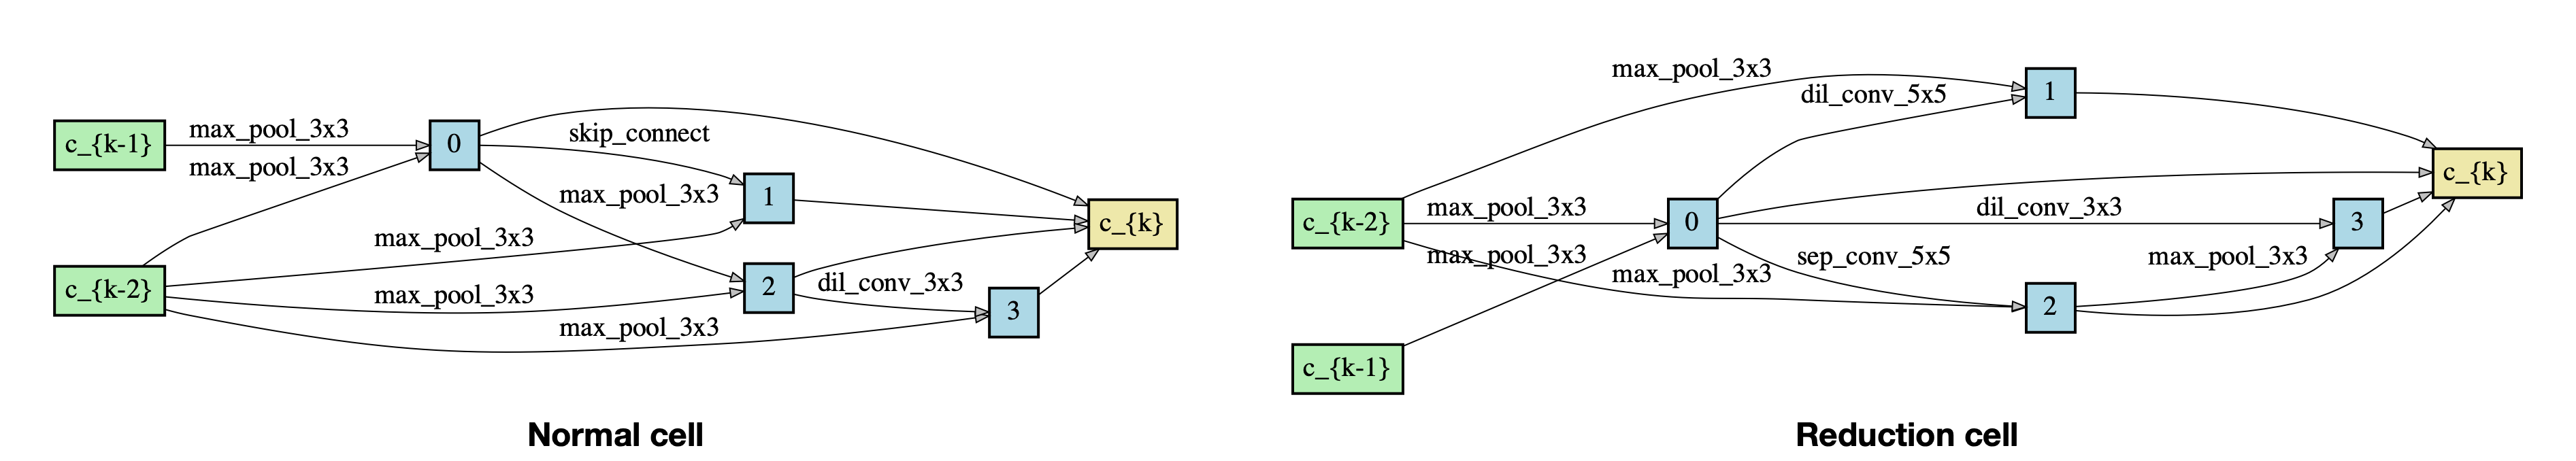 max_pool_3x3
skip_connect
c_{k-1}
0
max_pool_3x3
max_pool_3x3
1
max_pool_3x3
c_{k}
c_{k-2}
max_pool_3x3
2
dil_conv_3x3
3
max_pool_3x3
Normal cell
max_pool_3x3
dil_conv_5x5
1
c_{k}
c_{k-2}
max_pool_3x3
0
dil_conv_3x3
3
max_pool_3x3
max_pool_3x3
sep_conv_5x5
max_pool_3x3
2
c_{k-1}
Reduction cell